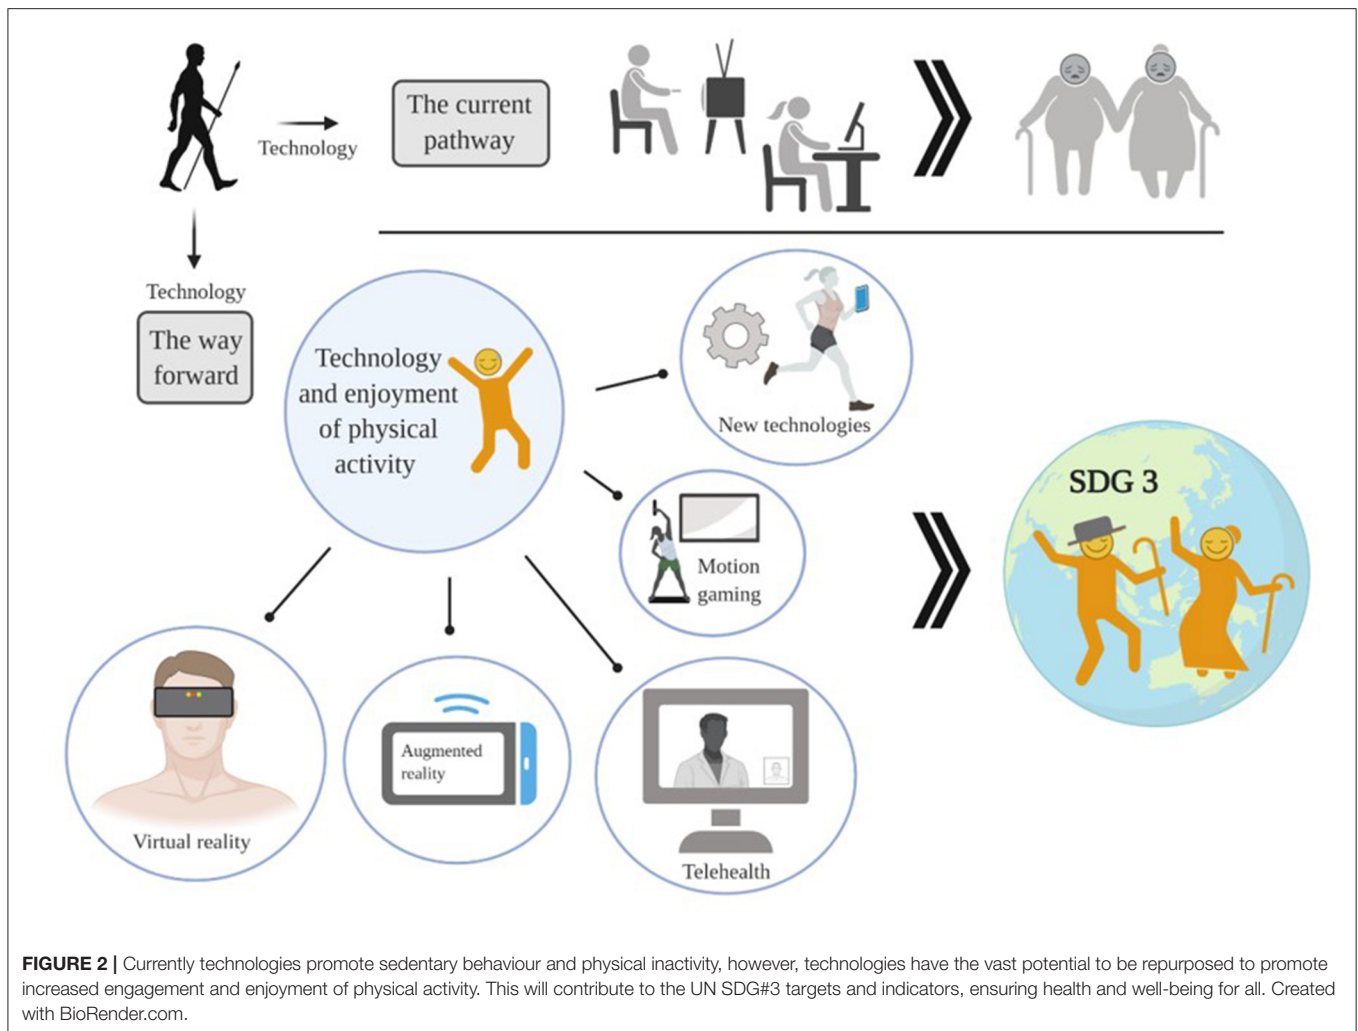 Technology
The current
pathway
Technology
The way
forward
Technology
and enjoyment
of physical
activity
New technologies
Motion
gaming
SDG 3
Virtual reality
Augmented
reality
Telehealth
FIGURE 2 | Currently technologies promote sedentary behaviour and physical inactivity, however, technologies have the vast potential to be repurposed to promote
increased engagement and enjoyment of physical activity. This will contribute to the UN SDG#3 targets and indicators, ensuring health and well-being for all. Created
with BioRender.com.